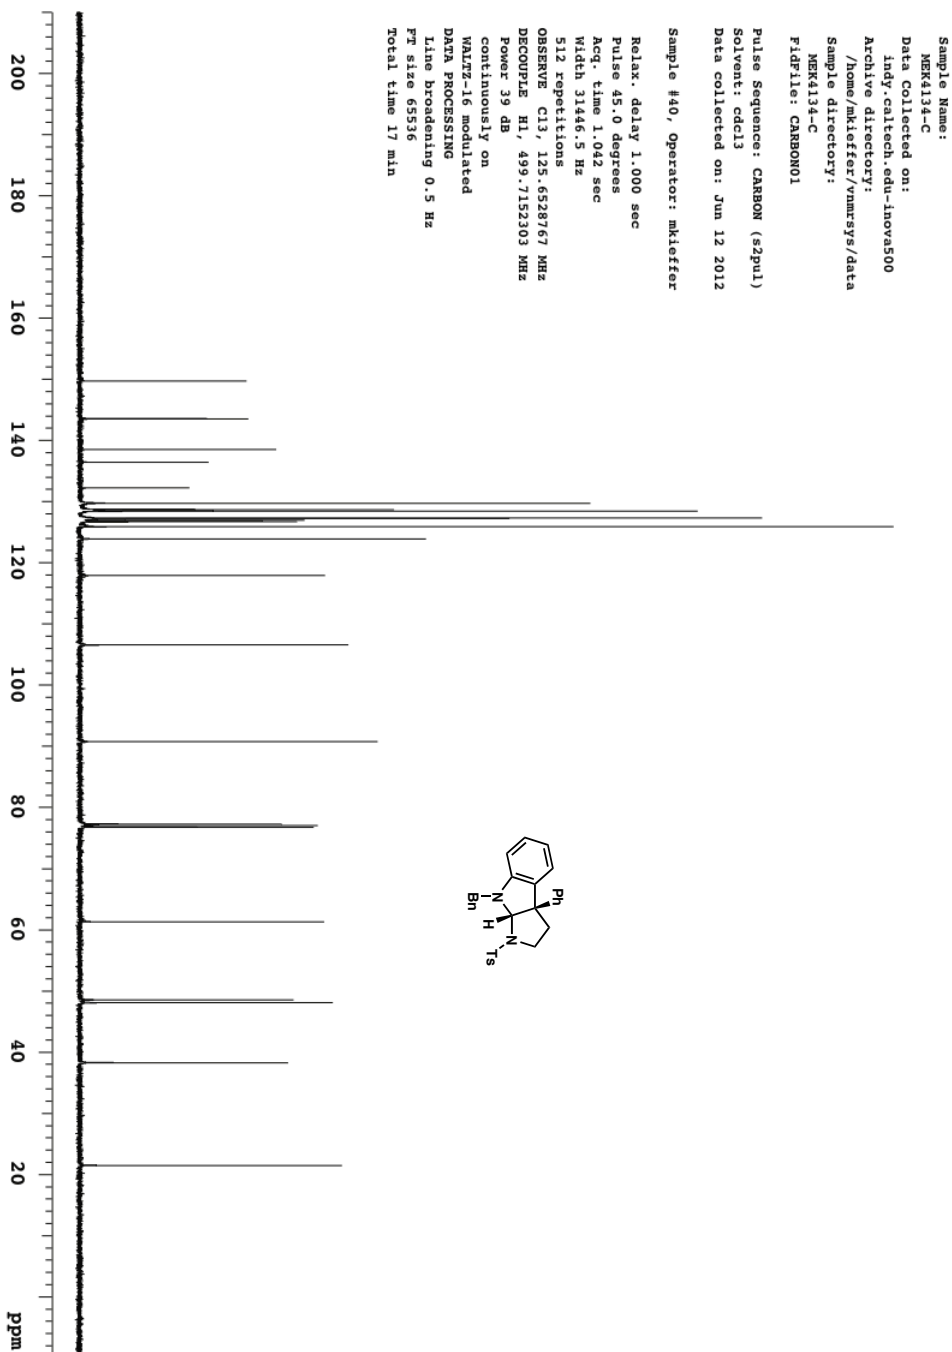 Sample Name:
MEK4134-C
Data Collected on:
indy.caltech.edu-inova500
Archive directory:
/home/mkieffer/vnmrsys/data
Sample directory:
MEK4134-C
FidFile: CARBON01
Pulse Sequence: CARBON (s2pul)
Solvent: cdcl3
Data collected on: Jun 12 2012
Sample #40, Operator: mkieffer
Relax. delay 1.000 sec
Pulse 45.0 degrees
Acq. time 1.042 sec
Width 31446.5 Hz
512 repetitions
OBSERVE C13, 125.6528767 MHz
DECOUPLE H1, 499.7152303 MHz
Power 39 dB
continuously on
WALTZ-16 modulated
DATA PROCESSING
Line broadening 0.5 Hz
FT size 65536
Total time 17 min
Ph
N
Bn
H
N
Ts
200 180 160 140 120 100 80 60 40 20 ppm